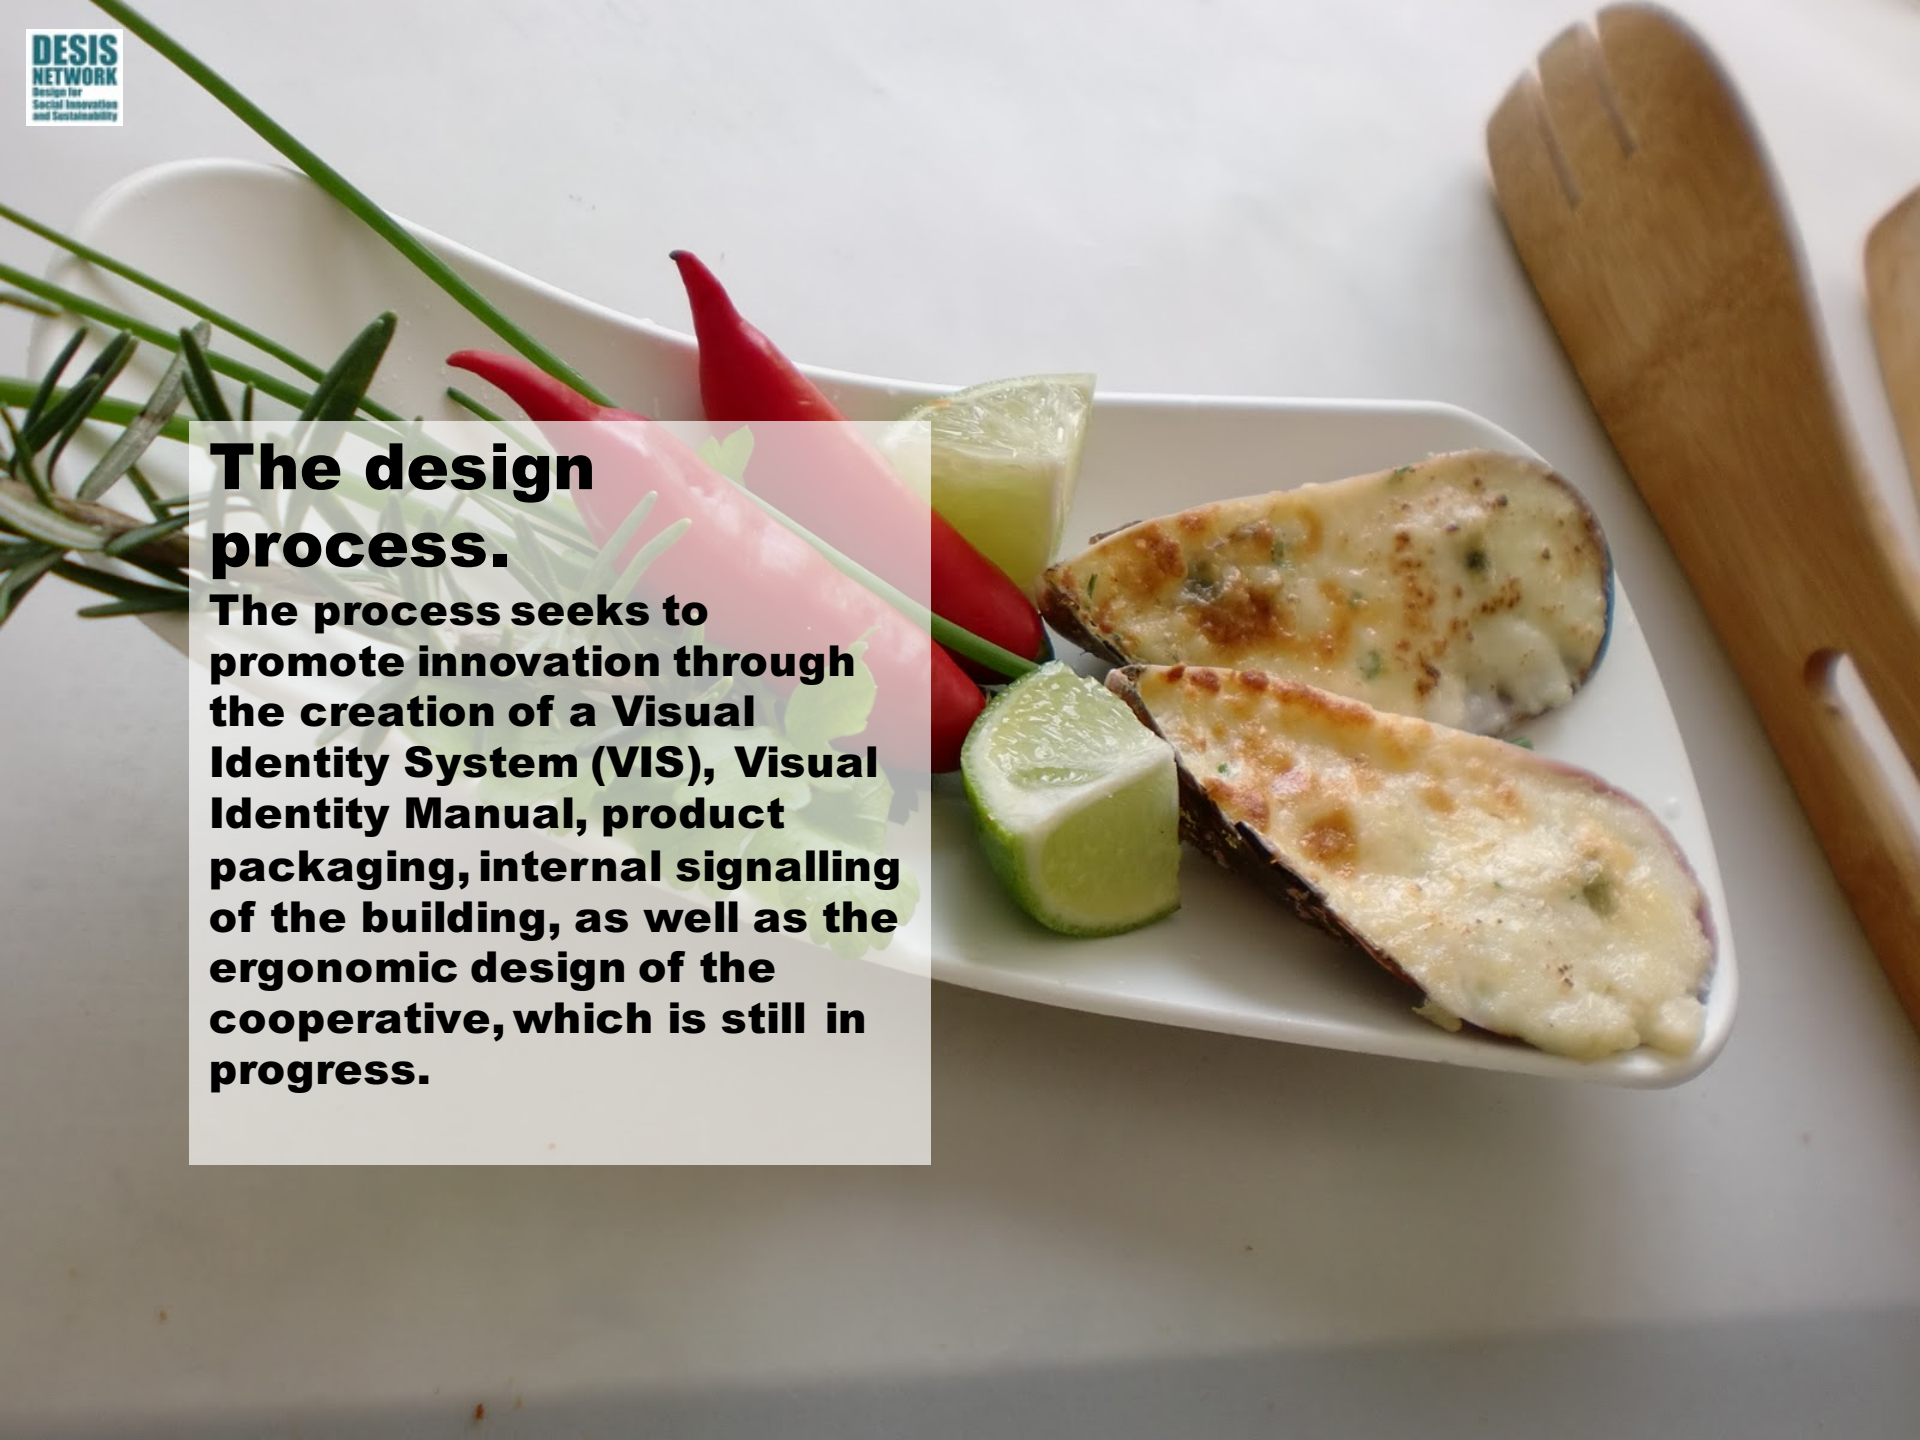 DESIS
NETWORK
Design for
Social Innovation
and Sustainability
The design
process.
The process seeks to
promote innovation through
the creation of a Visual
Identity System (VIS), Visual
Identity Manual, product
packaging, internal signalling
of the building, as well as the
ergonomic design of the
cooperative, which is still in
progress.